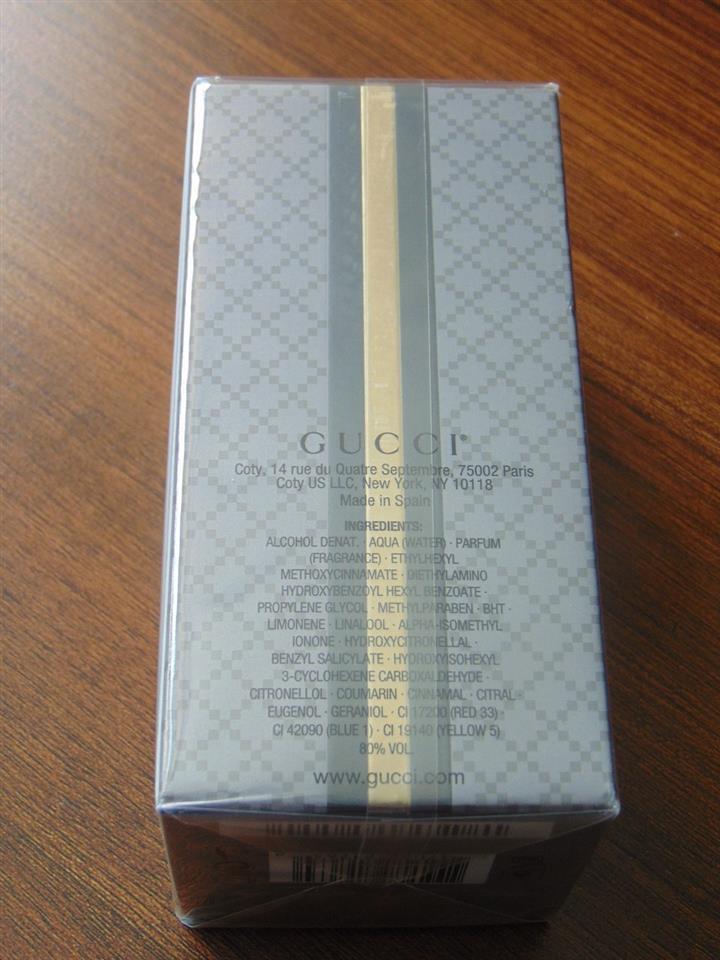 GUCCI®
Coty, 14 rue du Quatre Septembre, 75002 Paris
Coty US LLC, New York, NY 10118
Made in Spain
INGREDIENTS:
ALCOHOL DENAT. · AQUA (WATER) · PARFUM
(FRAGRANCE) · ETHYLHEXYL
METHOXYCINNAMATE · DIETHYLAMINO
HYDROXYBENZOYL HEXYL BENZOATE ·
PROPYLENE GLYCOL · METHYLPARABEN · BHT ·
LIMONENE · LINALOOL · ALPHA-ISOMETHYL
IONONE · HYDROXYCITRONELLAL ·
BENZYL SALICYLATE · HYDROXYISOHEXYL
3-CYCLOHEXENE CARBOXALDEHYDE ·
CITRONELLOL · COUMARIN · CINNAMAL · CITRAL ·
EUGENOL · GERANIOL · CI 17200 (RED 33) ·
CI 42090 (BLUE 1) · CI 19140 (YELLOW 5)
80% VOL.
www.gucci.com